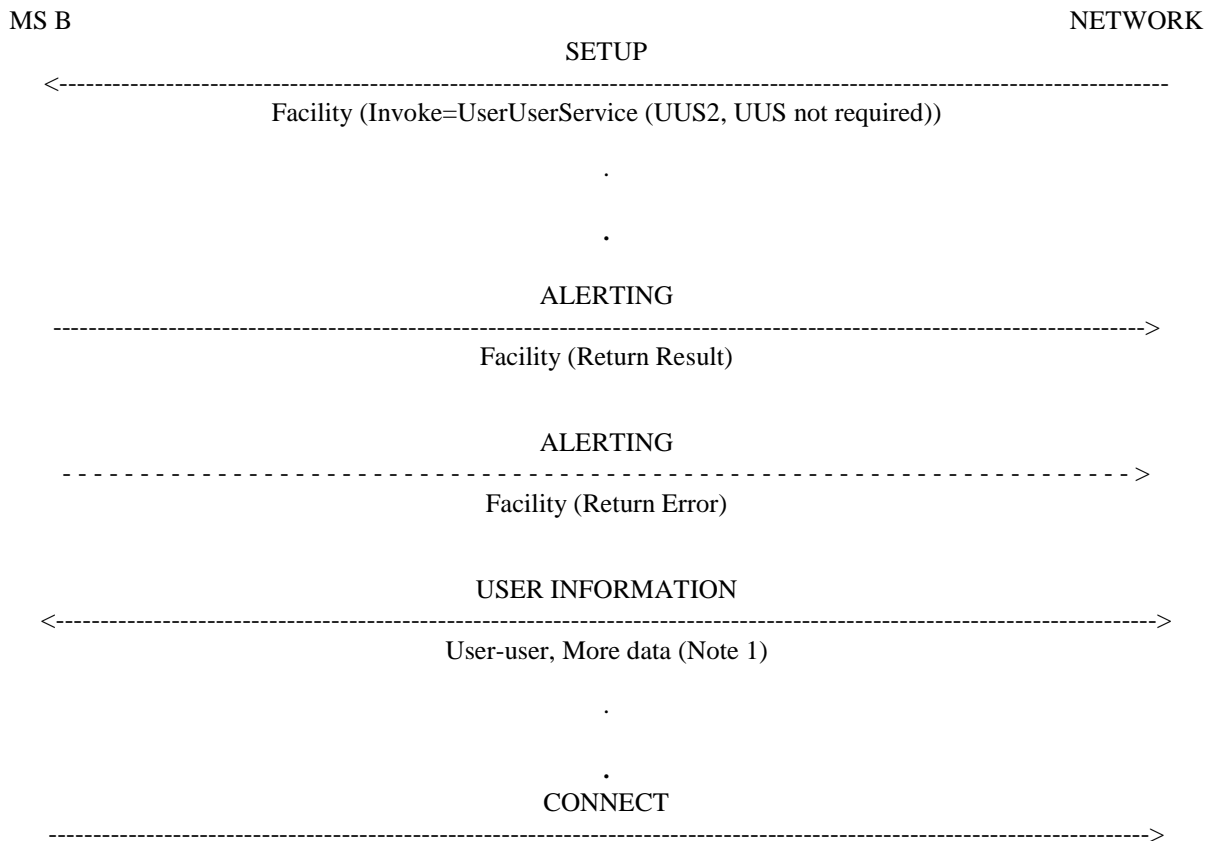 MS B NETWORK
SETUP
<------------------------------------------------------------------------------------------------------------------------------
Facility (Invoke=UserUserService (UUS2, UUS not required))
.
.
ALERTING
---------------------------------------------------------------------------------------------------------------------------->
Facility (Return Result)
ALERTING
- - - - - - - - - - - - - - - - - - - - - - - - - - - - - - - - - - - - - - - - - - - - - - - - - - - - - - - - - - - - - - - - - - - - - - >
Facility (Return Error)
USER INFORMATION
<----------------------------------------------------------------------------------------------------------------------------->
User-user, More data (Note 1)
.
.
CONNECT
----------------------------------------------------------------------------------------------------------------------------->